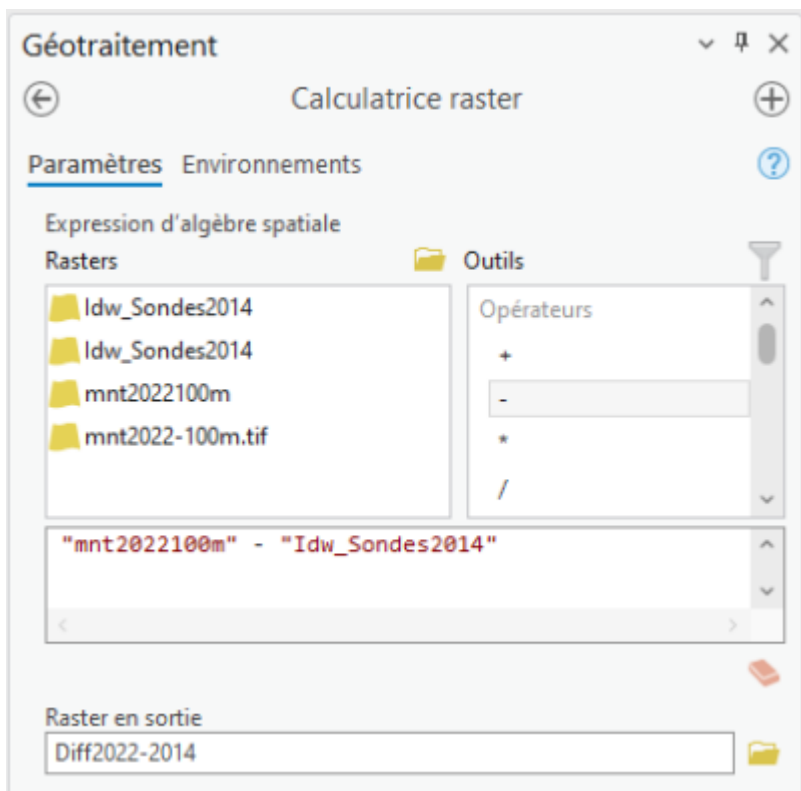 Géotraitement
Calculatrice raster
Paramètres Environnements
Expression d'algèbre spatiale
Rasters Outils
Idw_Sondes2014 Opérateurs
Idw_Sondes2014 +
mnt2022100m -
mnt2022-100m.tif *
/
"mnt2022100m" - "Idw_Sondes2014"
Raster en sortie
Diff2022-2014